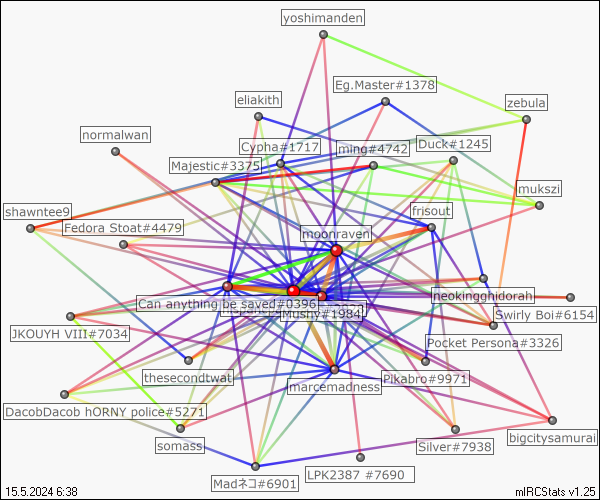 yoshimanden
Eg.Master#1378
eliakith
zebula
normalwan
Cypha#1717
ming#4742
Duck#1245
Majestic#3375
mukszi
shawntee9
frisout
Fedora Stoat#4479
moonraven
neokingghidorah
Can anything be saved#0396
Mushy#1984
Swirly Boi#6154
JKOUYH VIII#7034
Pocket Persona#3326
thesecondtwat
Pikabro#9971
marcemadness
DacobDacob hORNY police#5271
bigcitysamurai
somass
Silver#7938
LPK2387 #7690
Madネコ#6901
15.5.2024 6:38
mIRCStats v1.25